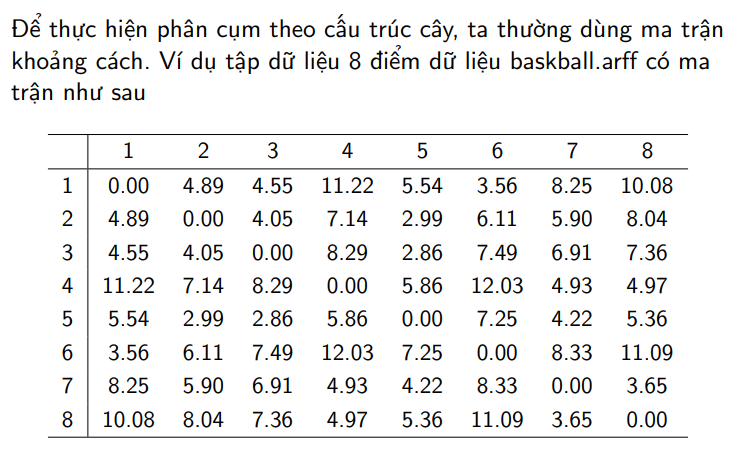 Để thực hiện phân cụm theo cấu trúc cây, ta thường dùng ma trận
khoảng cách. Ví dụ tập dữ liệu 8 điểm dữ liệu baskball.arff có ma
trận như sau
1 2 3 4 5 6 7 8
1 0.00 4.89 4.55 11.22 5.54 3.56 8.25 10.08
2 4.89 0.00 4.05 7.14 2.99 6.11 5.90 8.04
3 4.55 4.05 0.00 8.29 2.86 7.49 6.91 7.36
4 11.22 7.14 8.29 0.00 5.86 12.03 4.93 4.97
5 5.54 2.99 2.86 5.86 0.00 7.25 4.22 5.36
6 3.56 6.11 7.49 12.03 7.25 0.00 8.33 11.09
7 8.25 5.90 6.91 4.93 4.22 8.33 0.00 3.65
8 10.08 8.04 7.36 4.97 5.36 11.09 3.65 0.00